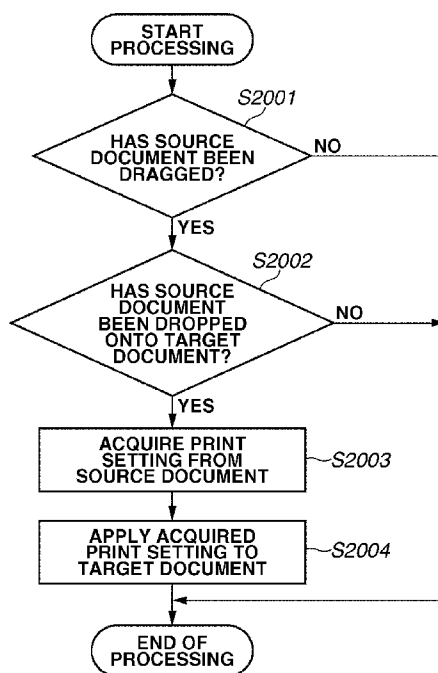 START
PROCESSING
S2001
HAS SOURCE
DOCUMENT BEEN
DRAGGED?
NO
YES
S2002
HAS SOURCE
DOCUMENT
BEEN DROPPED
ONTO TARGET
DOCUMENT?
NO
YES
ACQUIRE PRINT
SETTING FROM
SOURCE DOCUMENT
S2003
APPLY ACQUIRED
PRINT SETTING TO
TARGET DOCUMENT
S2004
END OF
PROCESSING